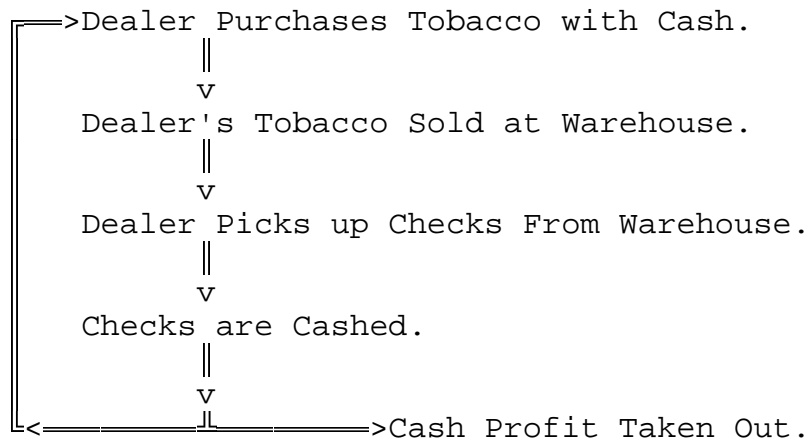 >Dealer Purchases Tobacco with Cash.
v
Dealer's Tobacco Sold at Warehouse.
v
Dealer Picks up Checks From Warehouse.
v
Checks are Cashed.
v
< >Cash Profit Taken Out.